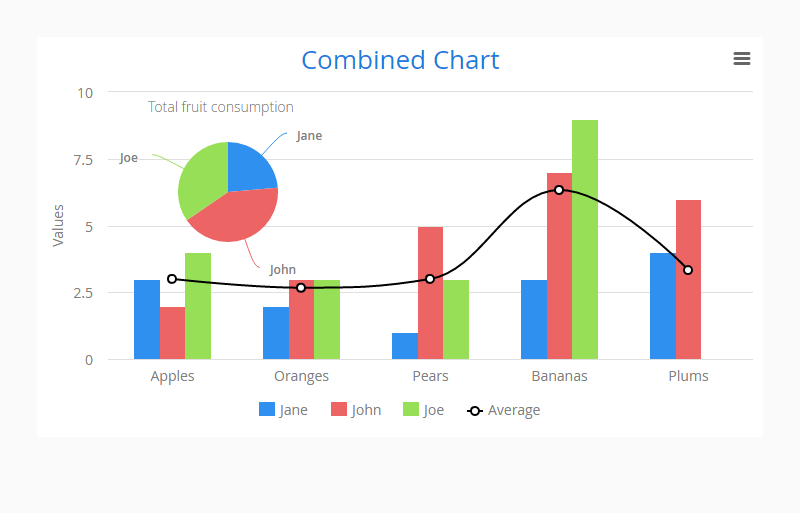 Combined Chart
Total fruit consumption
Jane
Joe
John
Values
10
7.5
5
2.5
0
Apples Oranges Pears Bananas Plums
Jane John Joe Average